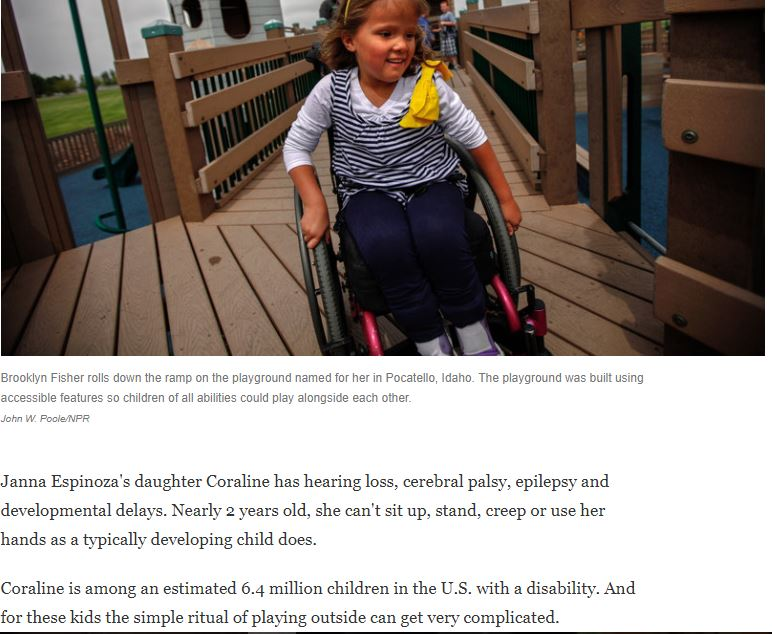 Brooklyn Fisher rolls down the ramp on the playground named for her in Pocatello, Idaho. The playground was built using
accessible features so children of all abilities could play alongside each other.
John W. Poole/NPR
Janna Espinoza's daughter Coraline has hearing loss, cerebral palsy, epilepsy and
developmental delays. Nearly 2 years old, she can't sit up, stand, creep or use her
hands as a typically developing child does.
Coraline is among an estimated 6.4 million children in the U.S. with a disability. And
for these kids the simple ritual of playing outside can get very complicated.